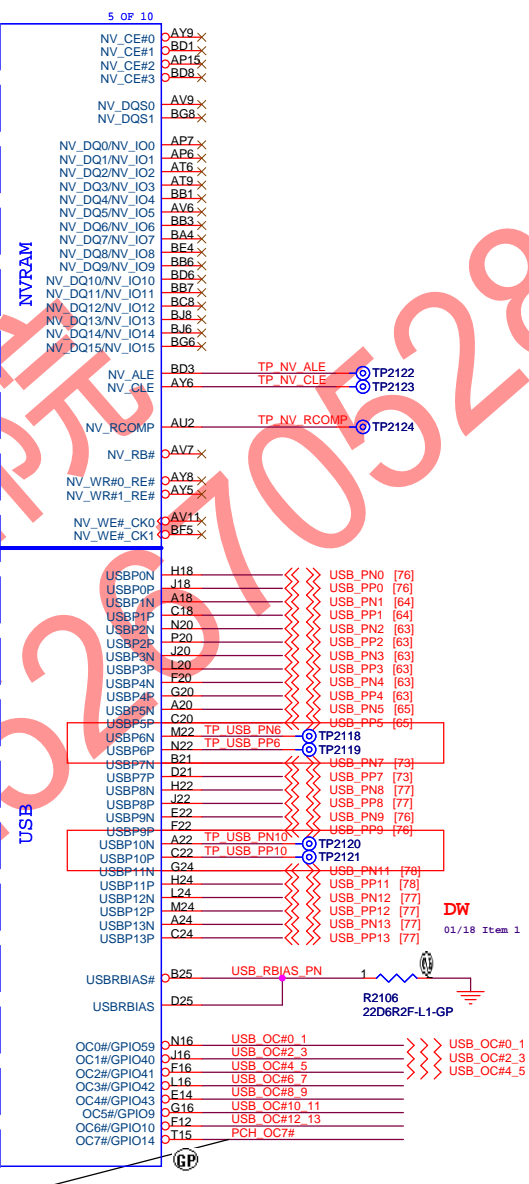 5 OF 10
NV_CE#0 AY9
NV_CE#1 BD1
NV_CE#2 AP15
NV_CE#3 BD8
NV_DQS0 AV9
NV_DQS1 BG8
NV_DQ0/NV_IO0 AP7
NV_DQ1/NV_IO1 AP6
NV_DQ2/NV_IO2 AT6
NV_DQ3/NV_IO3 AT9
NV_DQ4/NV_IO4 BB1
NV_DQ5/NV_IO5 AV6
NV_DQ6/NV_IO6 BB3
NV_DQ7/NV_IO7 BA4
NV_DQ8/NV_IO8 BE4
NV_DQ9/NV_IO9 BB6
NV_DQ10/NV_IO10 BD6
NV_DQ11/NV_IO11 BB7
NV_DQ12/NV_IO12 BC8
NV_DQ13/NV_IO13 BJ8
NV_DQ14/NV_IO14 BJ6
NV_DQ15/NV_IO15 BG6
NVRAM
NV_ALE BD3 TP_NV_ALE TP2122
NV_CLE AY6 TP_NV_CLE TP2123
NV_RCOMP AU2 TP_NV_RCOMP TP2124
NV_RB# AV7
NV_WR#0_RE# AY8
NV_WR#1_RE# AY5
NV_WE#_CK0 AV11
NV_WE#_CK1 BF5
USBP0N H18 USB_PN0 [76]
USBP0P J18 USB_PP0 [76]
USBP1N A18 USB_PN1 [64]
USBP1P C18 USB_PP1 [64]
USBP2N N20 USB_PN2 [63]
USBP2P P20 USB_PP2 [63]
USBP3N J20 USB_PN3 [63]
USBP3P L20 USB_PP3 [63]
USBP4N F20 USB_PN4 [63]
USBP4P G20 USB_PP4 [63]
USBP5N A20 USB_PN5 [65]
USBP5P C20 USB_PP5 [65]
USBP6N M22 TP_USB_PN6 TP2118
USBP6P N22 TP_USB_PP6 TP2119
USBP7N B21 USB_PN7 [73]
USBP7P D21 USB_PP7 [73]
USBP8N H22 USB_PN8 [77]
USBP8P J22 USB_PP8 [77]
USBP9N E22 USB_PN9 [76]
USBP9P F22 USB_PP9 [76]
USBP10N A22 TP_USB_PN10 TP2120
USBP10P C22 TP_USB_PP10 TP2121
USBP11N G24 USB_PN11 [78]
USBP11P H24 USB_PP11 [78]
USBP12N L24 USB_PN12 [77]
USBP12P M24 USB_PP12 [77]
USBP13N A24 USB_PN13 [77]
USBP13P C24 USB_PP13 [77]
USB
DW
01/18 Item 1
USBRBIAS# B25 USB_RBIAS_PN 1
USBRBIAS D25
R2106
22D6R2F-L1-GP
OC0#/GPIO59 N16 USB_OC#0_1 USB_OC#0_1
OC1#/GPIO40 J16 USB_OC#2_3 USB_OC#2_3
OC2#/GPIO41 F16 USB_OC#4_5 USB_OC#4_5
OC3#/GPIO42 L16 USB_OC#6_7
OC4#/GPIO43 E14 USB_OC#8_9
OC5#/GPIO9 G16 USB_OC#10_11
OC6#/GPIO10 F12 USB_OC#12_13
OC7#/GPIO14 T15 PCH_OC7#
GP
院
52670528